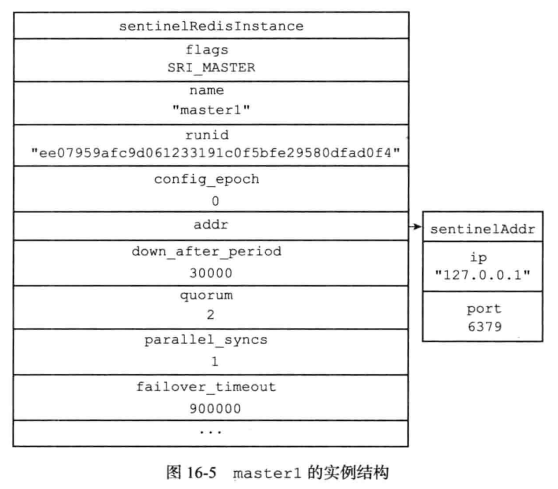 sentinelRedisInstance
flags
SRI_MASTER
name
"master1"
runid
"ee07959afc9d061233191c0f5bfe29580dfad0f4"
config_epoch
0
addr
down_after_period
30000
quorum
2
parallel_syncs
1
failover_timeout
900000
...
sentinelAddr
ip
"127.0.0.1"
port
6379
图 16-5 master1 的实例结构